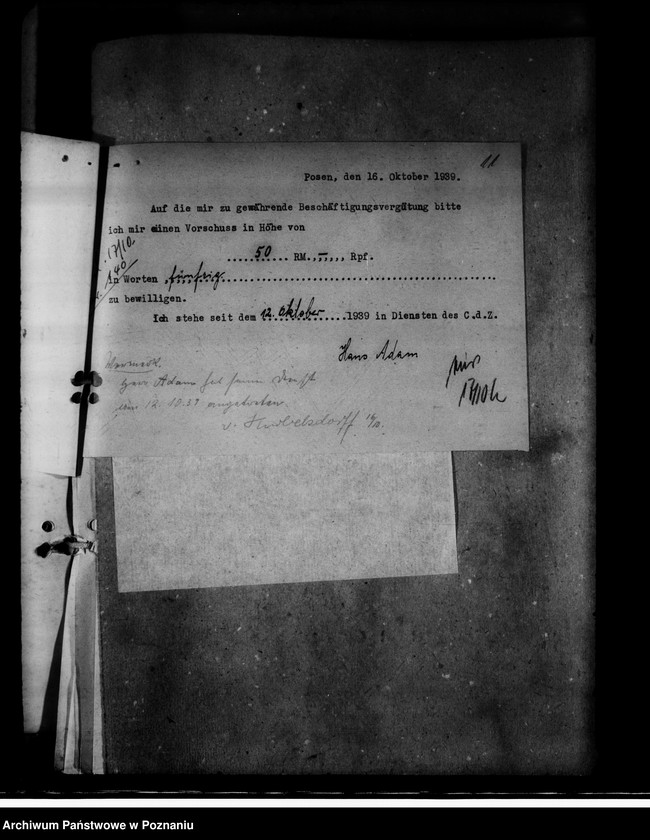 11
Posen, den 16. Oktober 1939.
Auf die mir zu gewährende Beschäftigungsvergütung bitte
ich mir einen Vorschuss in Höhe von
17/10.
.....50... RM.,–,,,, Rpf.
In Worten fünfzig
zu bewilligen.
Ich stehe seit dem 12. Oktober 1939 in Diensten des C.d.Z.
Hans Adam
Vermerk.
Herr Adam hat seinen Dienst
am 12.10.39 angetreten.
Archiwum Państwowe w Poznaniu